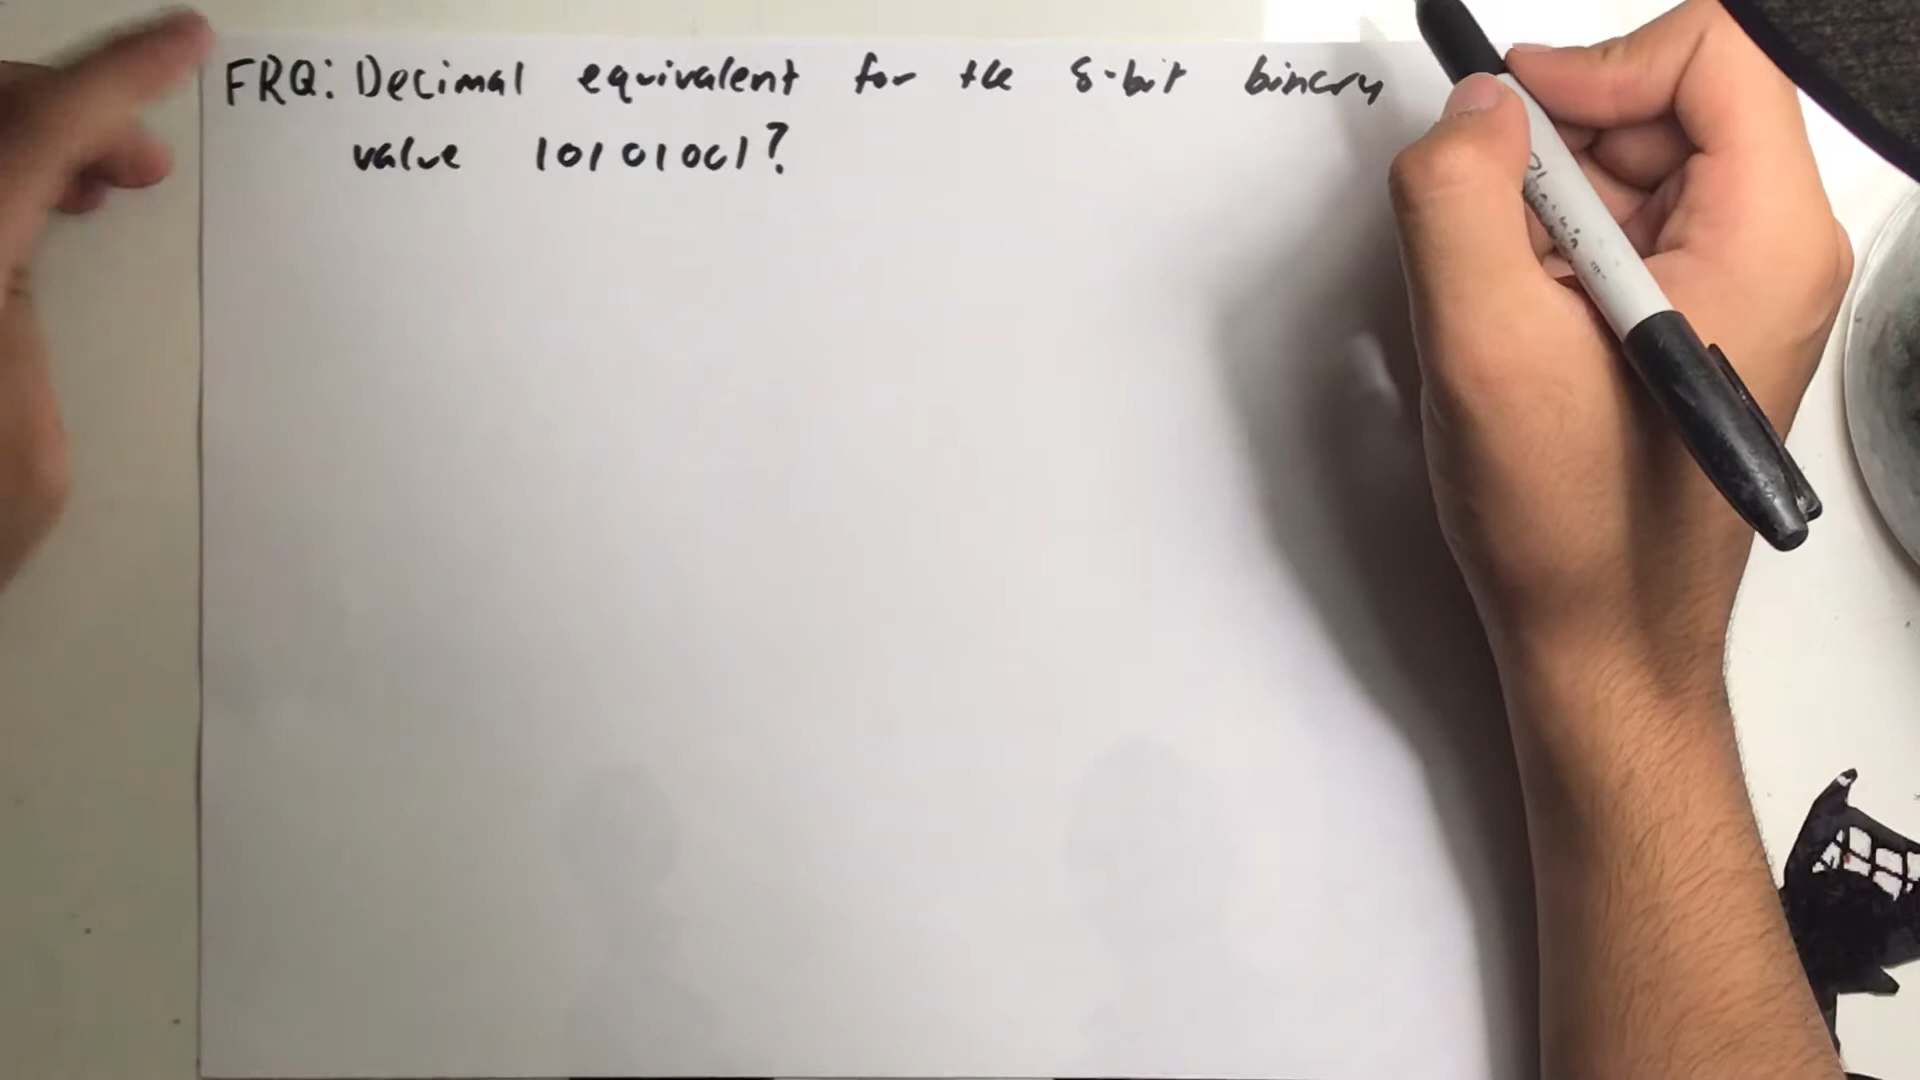 FRQ: Decimal equivalent for the 8-bit binary
value 10101001?